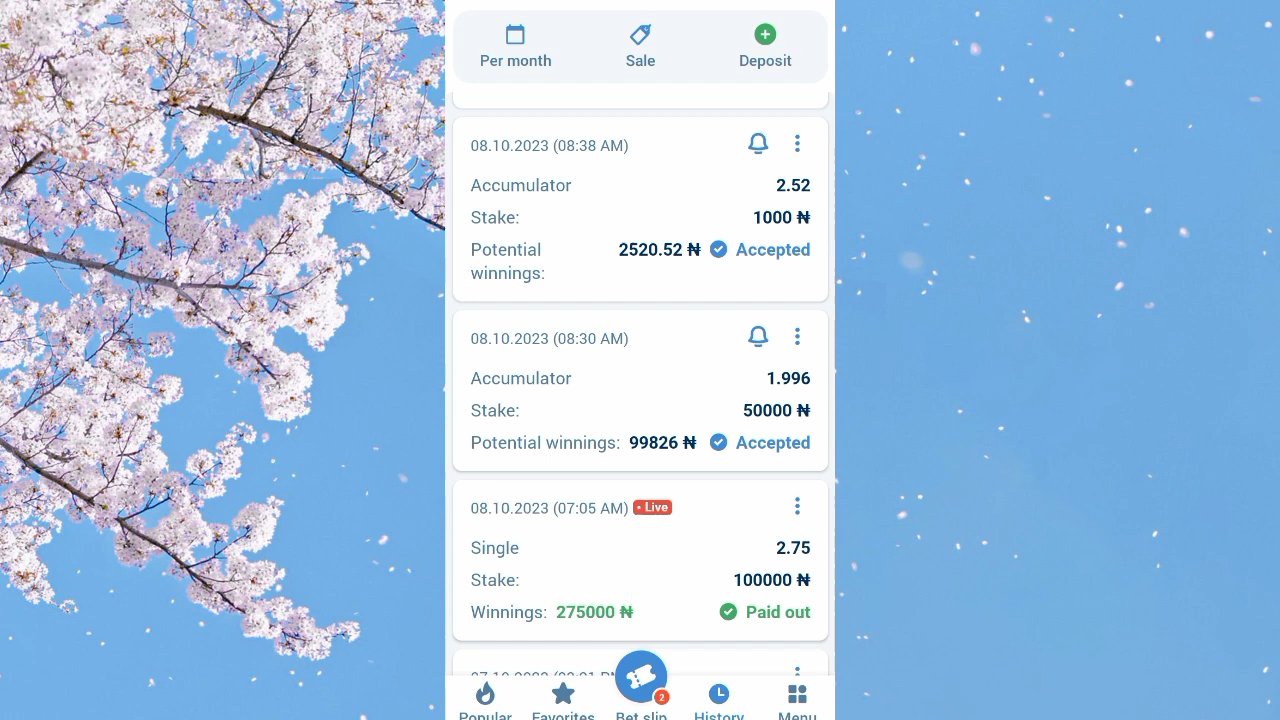 Per month Sale Deposit
08.10.2023 (08:38 AM)
Accumulator 2.52
Stake: 1000 ₦
Potential winnings: 2520.52 ₦ Accepted
08.10.2023 (08:30 AM)
Accumulator 1.996
Stake: 50000 ₦
Potential winnings: 99826 ₦ Accepted
08.10.2023 (07:05 AM) • Live
Single 2.75
Stake: 100000 ₦
Winnings: 275000 ₦ Paid out
2
Popular Favorites Bet slip History Menu